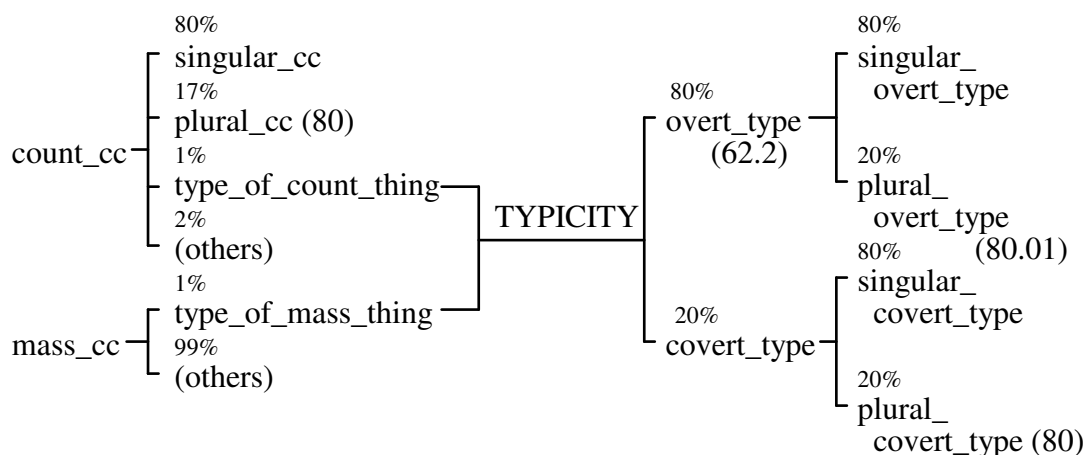 80%
singular_cc
17%
plural_cc (80)
count_cc
1%
type_of_count_thing
2%
(others)
1%
type_of_mass_thing
mass_cc
99%
(others)
TYPICITY
80%
overt_type
(62.2)
20%
covert_type
80%
singular_
overt_type
20%
plural_
overt_type
(80.01)
80%
singular_
covert_type
20%
plural_
covert_type (80)